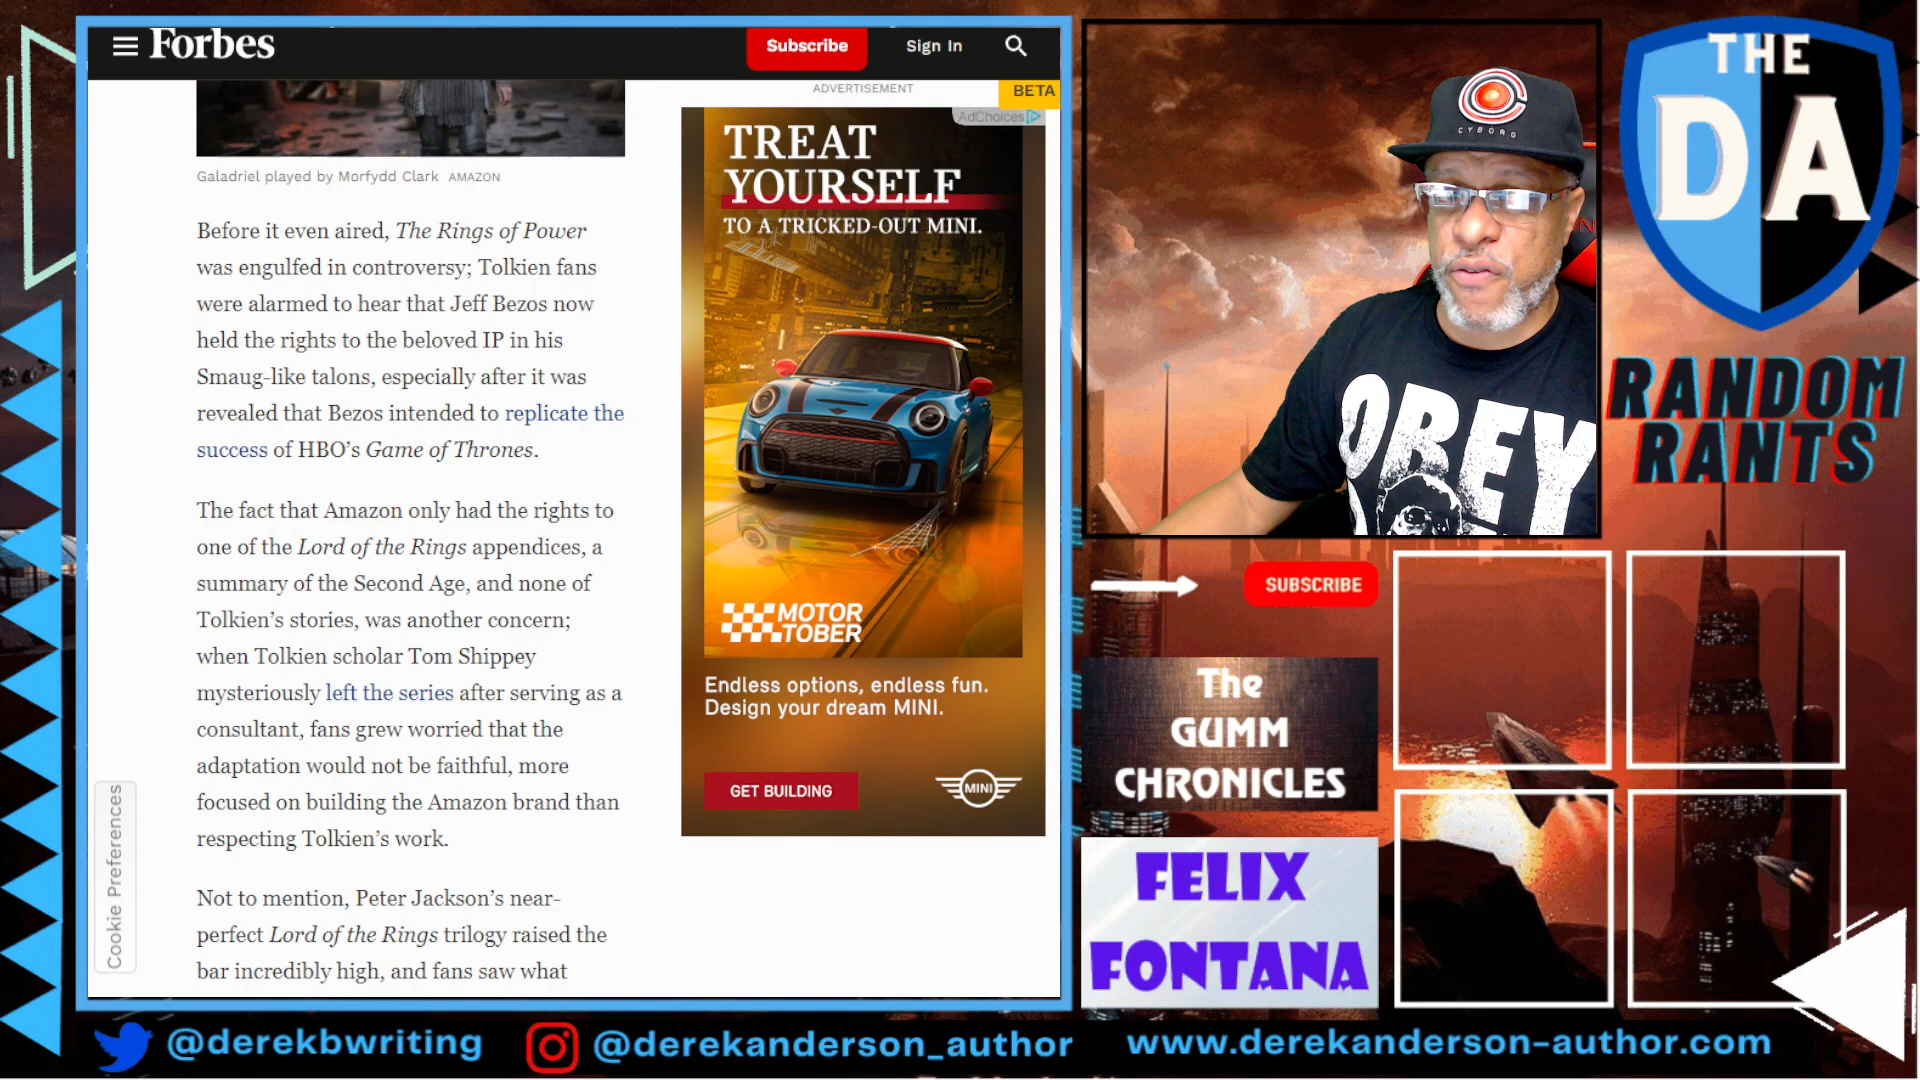 Forbes
Subscribe
Sign In
ADVERTISEMENT
BETA
AdChoices
Galadriel played by Morfydd Clark AMAZON
Before it even aired, The Rings of Power
was engulfed in controversy; Tolkien fans
were alarmed to hear that Jeff Bezos now
held the rights to the beloved IP in his
Smaug-like talons, especially after it was
revealed that Bezos intended to replicate the
success of HBO’s Game of Thrones.
The fact that Amazon only had the rights to
one of the Lord of the Rings appendices, a
summary of the Second Age, and none of
Tolkien’s stories, was another concern;
when Tolkien scholar Tom Shippey
mysteriously left the series after serving as a
consultant, fans grew worried that the
adaptation would not be faithful, more
focused on building the Amazon brand than
respecting Tolkien’s work.
Not to mention, Peter Jackson’s near-
perfect Lord of the Rings trilogy raised the
bar incredibly high, and fans saw what
Cookie Preferences
TREAT
YOURSELF
TO A TRICKED-OUT MINI.
MOTOR
TOBER
Endless options, endless fun.
Design your dream MINI.
GET BUILDING
MINI
CYBORG
OBEY
THE
DA
RANDOM
RANTS
SUBSCRIBE
The
GUMM
CHRONICLES
FELIX
FONTANA
@derekbwriting
@derekanderson_author
www.derekanderson-author.com